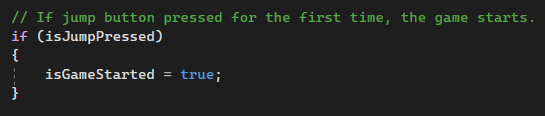 // If jump button pressed for the first time, the game starts.
if (isJumpPressed)
{
    isGameStarted = true;
}